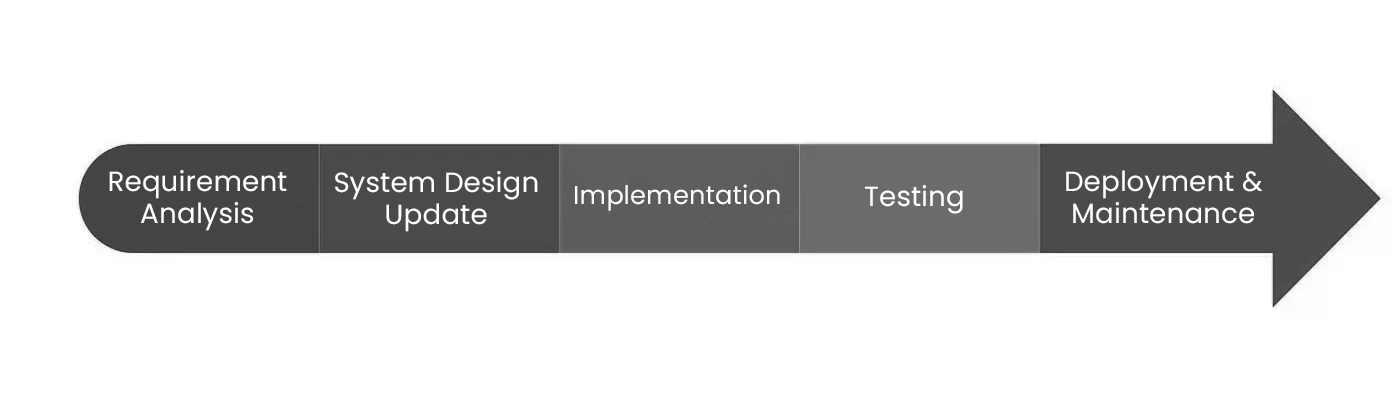 Requirement
Analysis
System Design
Update
Implementation
Testing
Deployment &
Maintenance